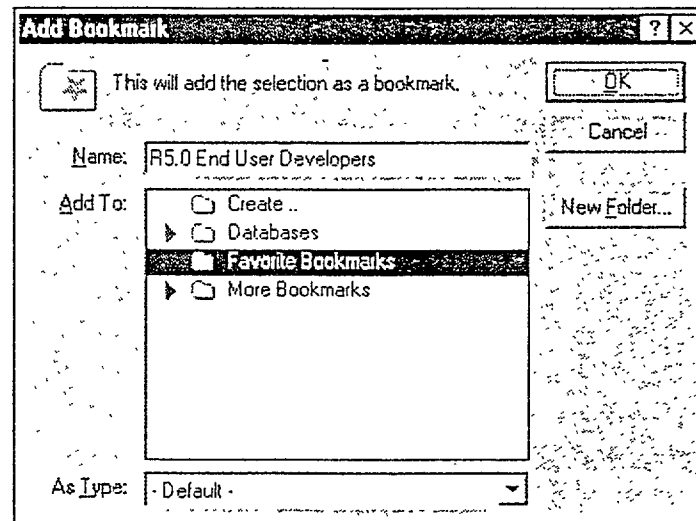 Add Bookmark ? ×
This will add the selection as a bookmark.
OK
Cancel
Name: R5.0 End User Developers
Add To:
Create ..
Databases
Favorite Bookmarks
More Bookmarks
New Folder...
As Type: - Default -